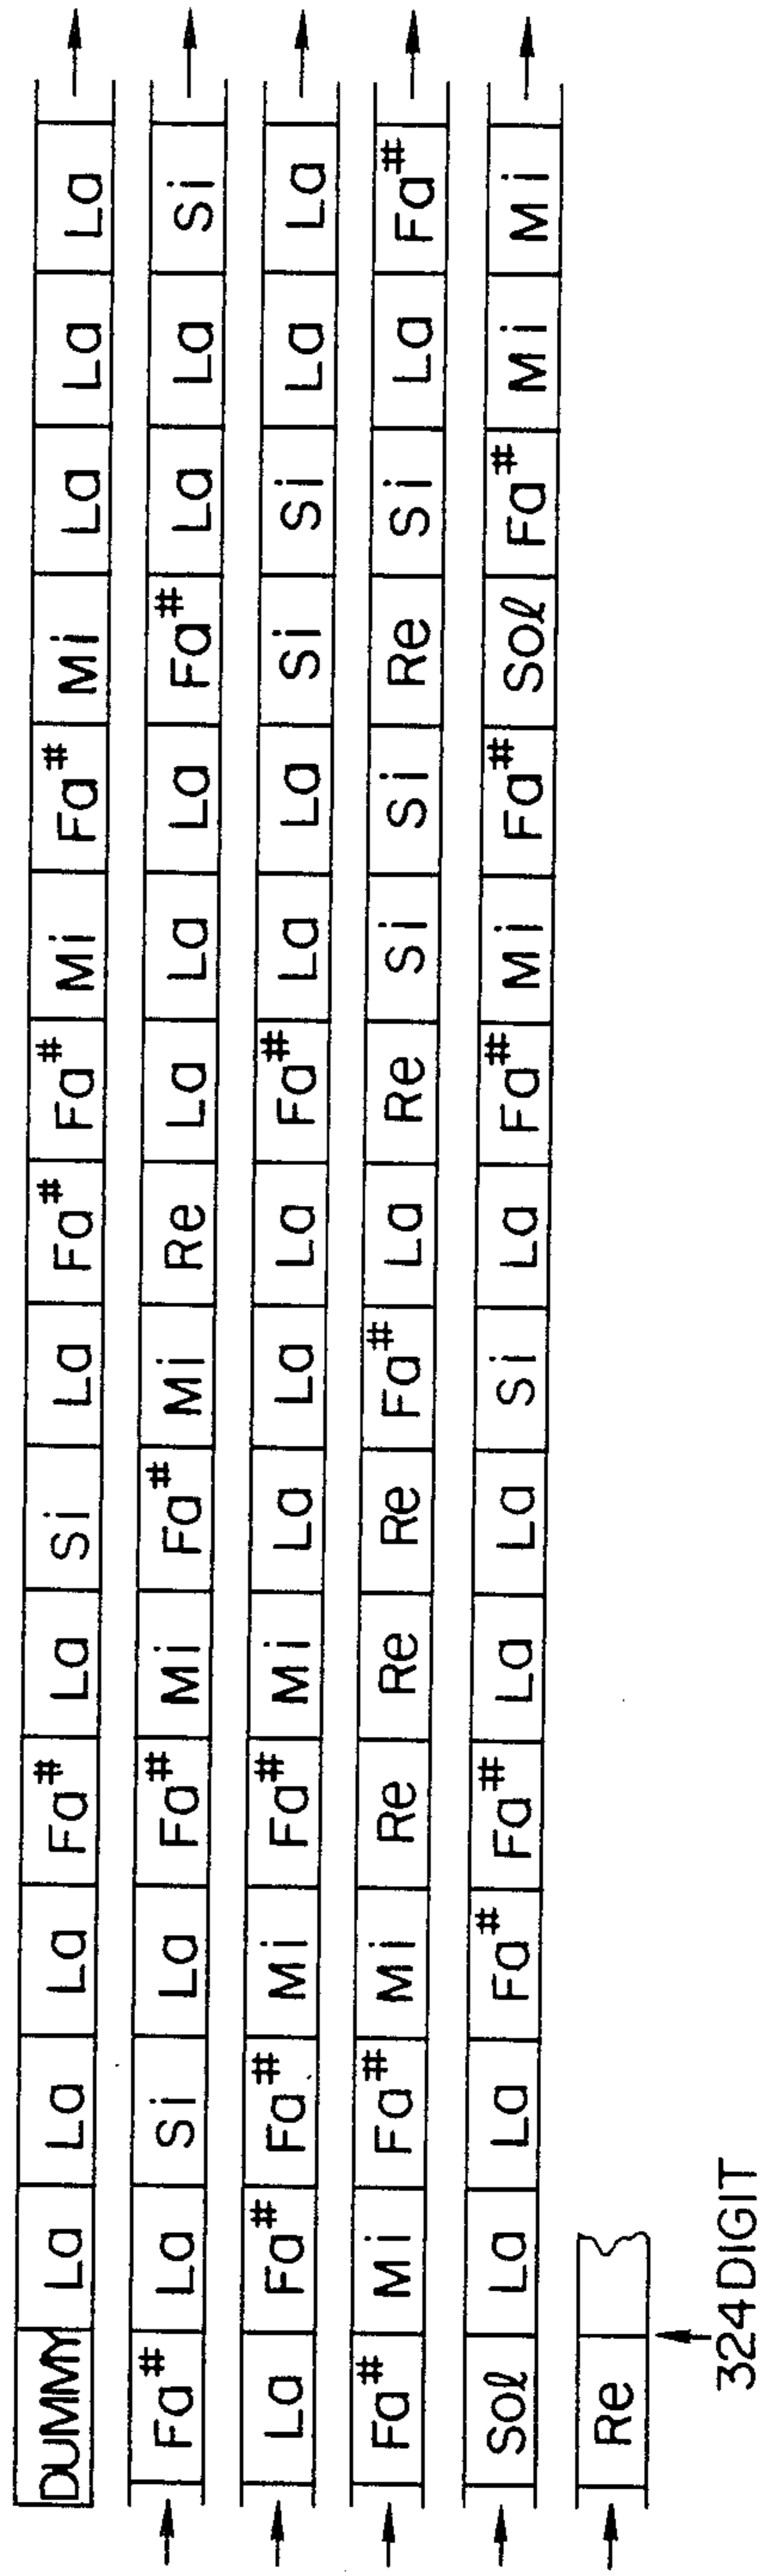 DUMMY La La La Fa# La Si La Fa# Fa# Mi Fa# Mi La La La
Fa# La Si La Fa# Mi Fa# Mi Re La La La Fa# La La Si
La Fa# Fa# Mi Fa# Mi La La La Fa# La La Si Si La La
Fa# Mi Fa# Mi Re Re Re Fa# La Re Si Si Re Si La Fa#
Soℓ La La Fa# Fa# La La Si La Fa# Mi Fa# Soℓ Fa# Mi Mi
Re
324 DIGIT